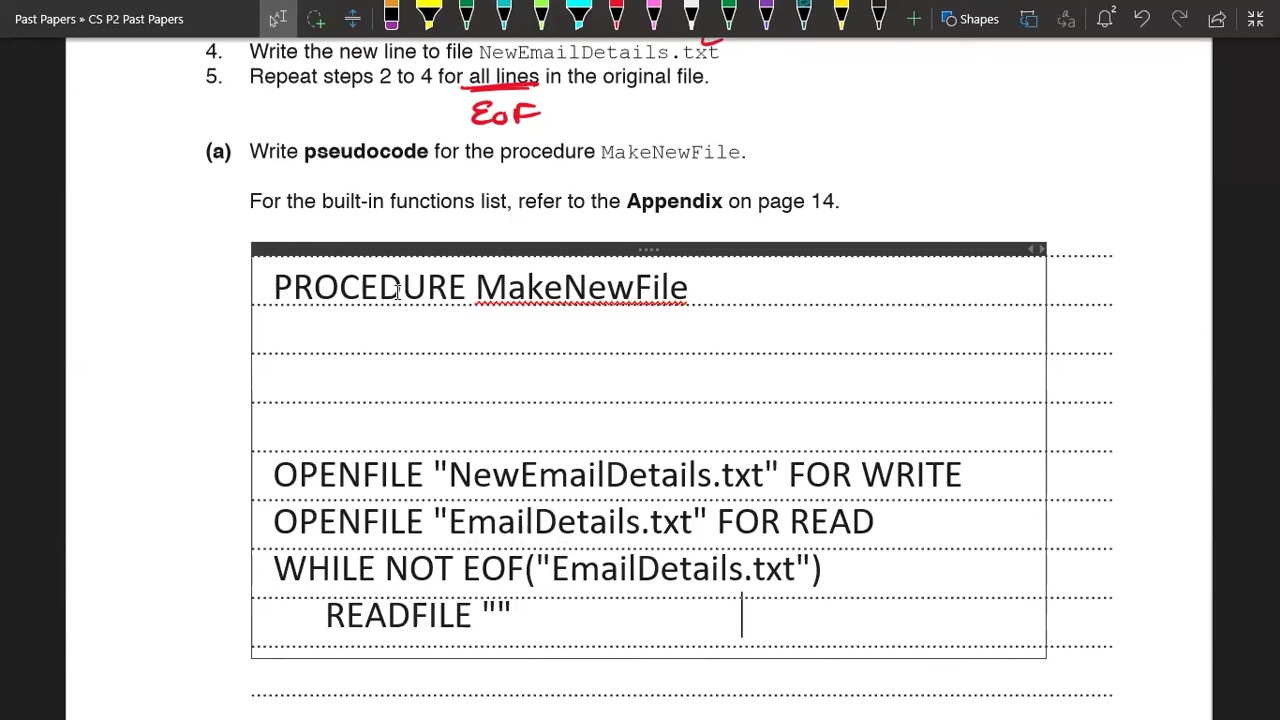 Past Papers » CS P2 Past Papers
Shapes
2
4. Write the new line to file NewEmailDetails.txt
5. Repeat steps 2 to 4 for all lines in the original file.
EOF
(a) Write pseudocode for the procedure MakeNewFile.
For the built-in functions list, refer to the Appendix on page 14.
PROCEDURE MakeNewFile
OPENFILE "NewEmailDetails.txt" FOR WRITE
OPENFILE "EmailDetails.txt" FOR READ
WHILE NOT EOF("EmailDetails.txt")
READFILE ""